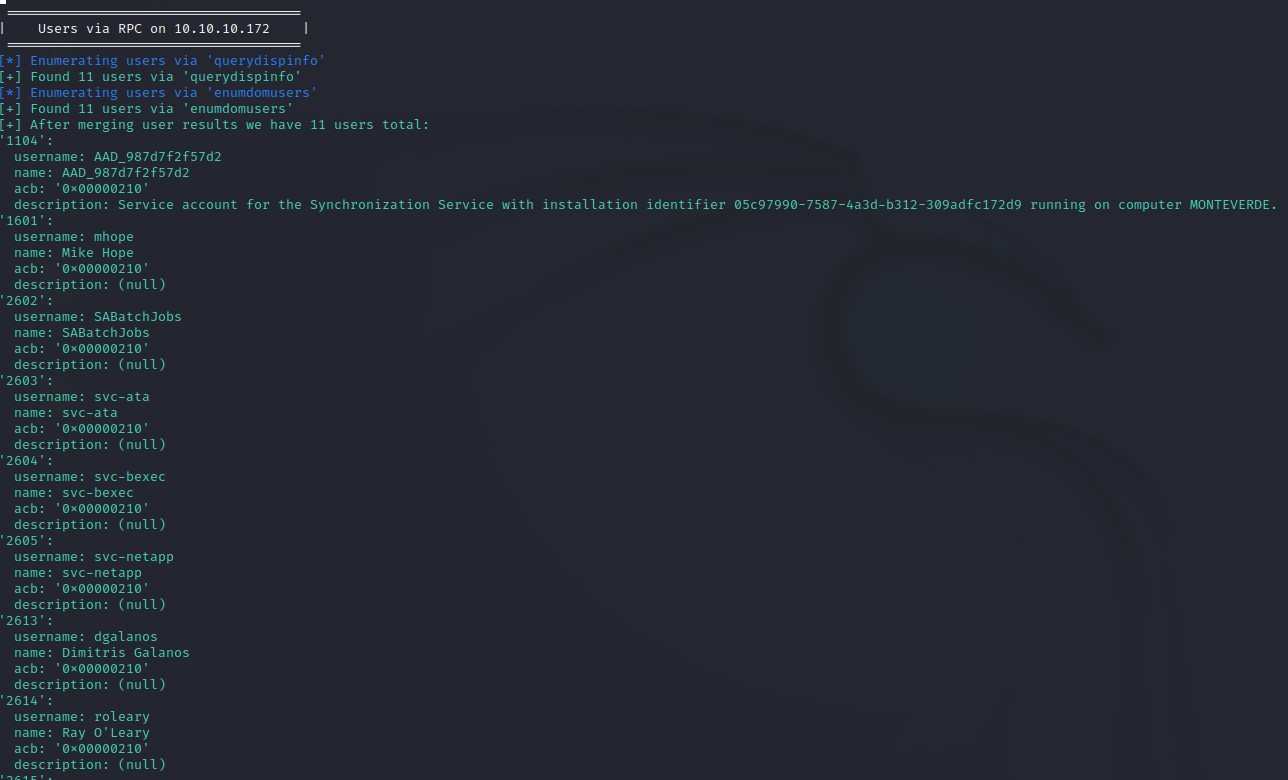 |    Users via RPC on 10.10.10.172    |
[*] Enumerating users via 'querydispinfo'
[+] Found 11 users via 'querydispinfo'
[*] Enumerating users via 'enumdomusers'
[+] Found 11 users via 'enumdomusers'
[+] After merging user results we have 11 users total:
'1104':
  username: AAD_987d7f2f57d2
  name: AAD_987d7f2f57d2
  acb: '0×00000210'
  description: Service account for the Synchronization Service with installation identifier 05c97990-7587-4a3d-b312-309adfc172d9 running on computer MONTEVERDE.
'1601':
  username: mhope
  name: Mike Hope
  acb: '0×00000210'
  description: (null)
'2602':
  username: SABatchJobs
  name: SABatchJobs
  acb: '0×00000210'
  description: (null)
'2603':
  username: svc-ata
  name: svc-ata
  acb: '0×00000210'
  description: (null)
'2604':
  username: svc-bexec
  name: svc-bexec
  acb: '0×00000210'
  description: (null)
'2605':
  username: svc-netapp
  name: svc-netapp
  acb: '0×00000210'
  description: (null)
'2613':
  username: dgalanos
  name: Dimitris Galanos
  acb: '0×00000210'
  description: (null)
'2614':
  username: roleary
  name: Ray O'Leary
  acb: '0×00000210'
  description: (null)
'2615':